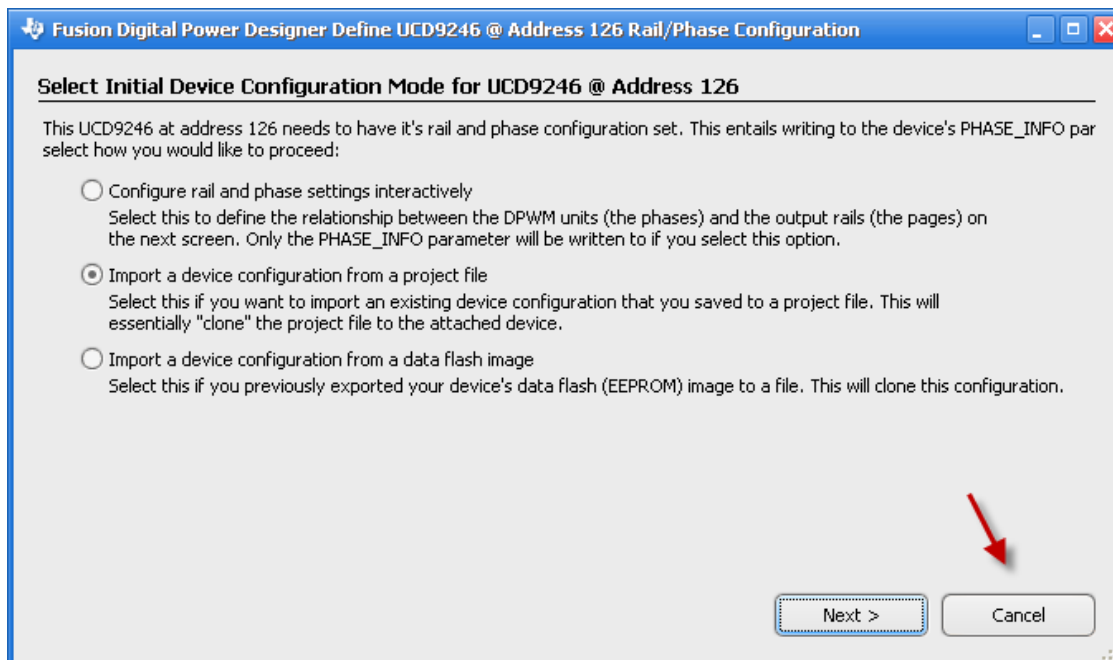 Fusion Digital Power Designer Define UCD9246 @ Address 126 Rail/Phase Configuration
Select Initial Device Configuration Mode for UCD9246 @ Address 126
This UCD9246 at address 126 needs to have it's rail and phase configuration set. This entails writing to the device's PHASE_INFO par
select how you would like to proceed:
Configure rail and phase settings interactively
Select this to define the relationship between the DPWM units (the phases) and the output rails (the pages) on
the next screen. Only the PHASE_INFO parameter will be written to if you select this option.
Import a device configuration from a project file
Select this if you want to import an existing device configuration that you saved to a project file. This will
essentially "clone" the project file to the attached device.
Import a device configuration from a data flash image
Select this if you previously exported your device's data flash (EEPROM) image to a file. This will clone this configuration.
Next > Cancel